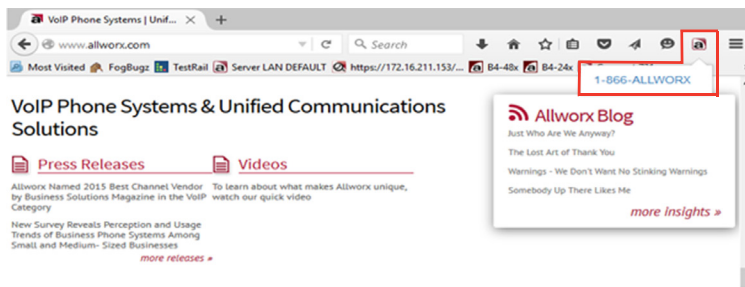 VoIP Phone Systems | Unif...
www.allworx.com
Search
Most Visited FogBugz TestRail Server LAN DEFAULT https://172.16.211.153/... B4-48x B4-24x
1-866-ALLWORX
VoIP Phone Systems & Unified Communications
Solutions
Press Releases
Allworx Named 2015 Best Channel Vendor
by Business Solutions Magazine in the VoIP
Category
New Survey Reveals Perception and Usage
Trends of Business Phone Systems Among
Small and Medium- Sized Businesses
more releases »
Videos
To learn about what makes Allworx unique,
watch our quick video
Allworx Blog
Just Who Are We Anyway?
The Lost Art of Thank You
Warnings - We Don't Want No Stinking Warnings
Somebody Up There Likes Me
more insights »